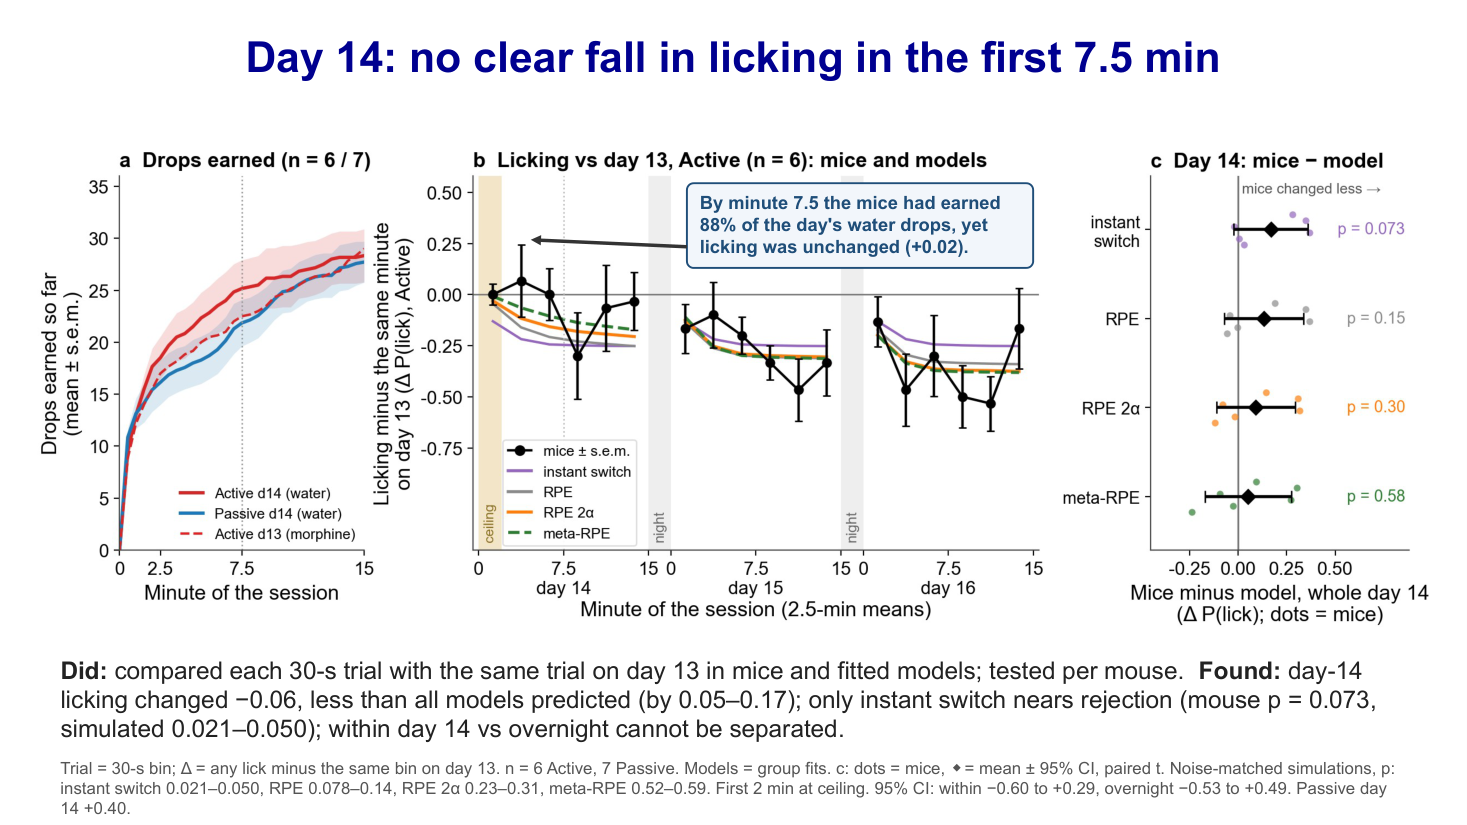 Day 14: no clear fall in licking in the first 7.5 min
a Drops earned (n = 6 / 7)
Drops earned so far
(mean ± s.e.m.)
35
30
25
20
15
10
5
0
Active d14 (water)
Passive d14 (water)
Active d13 (morphine)
0 2.5 7.5 15
Minute of the session
b Licking vs day 13, Active (n = 6): mice and models
Licking minus the same minute
on day 13 (Δ P(lick), Active)
0.50
0.25
0.00
-0.25
-0.50
-0.75
By minute 7.5 the mice had earned
88% of the day's water drops, yet
licking was unchanged (+0.02).
ceiling
mice ± s.e.m.
instant switch
RPE
RPE 2α
meta-RPE
night
night
0 7.5 15 0 7.5 15 0 7.5 15
day 14 day 15 day 16
Minute of the session (2.5-min means)
c Day 14: mice − model
mice changed less →
instant
switch
p = 0.073
RPE
p = 0.15
RPE 2α
p = 0.30
meta-RPE
p = 0.58
-0.25 0.00 0.25 0.50
Mice minus model, whole day 14
(Δ P(lick); dots = mice)
Did: compared each 30-s trial with the same trial on day 13 in mice and fitted models; tested per mouse. Found: day-14
licking changed −0.06, less than all models predicted (by 0.05–0.17); only instant switch nears rejection (mouse p = 0.073,
simulated 0.021–0.050); within day 14 vs overnight cannot be separated.
Trial = 30-s bin; Δ = any lick minus the same bin on day 13. n = 6 Active, 7 Passive. Models = group fits. c: dots = mice, ◆ = mean ± 95% CI, paired t. Noise-matched simulations, p:
instant switch 0.021–0.050, RPE 0.078–0.14, RPE 2α 0.23–0.31, meta-RPE 0.52–0.59. First 2 min at ceiling. 95% CI: within −0.60 to +0.29, overnight −0.53 to +0.49. Passive day
14 +0.40.